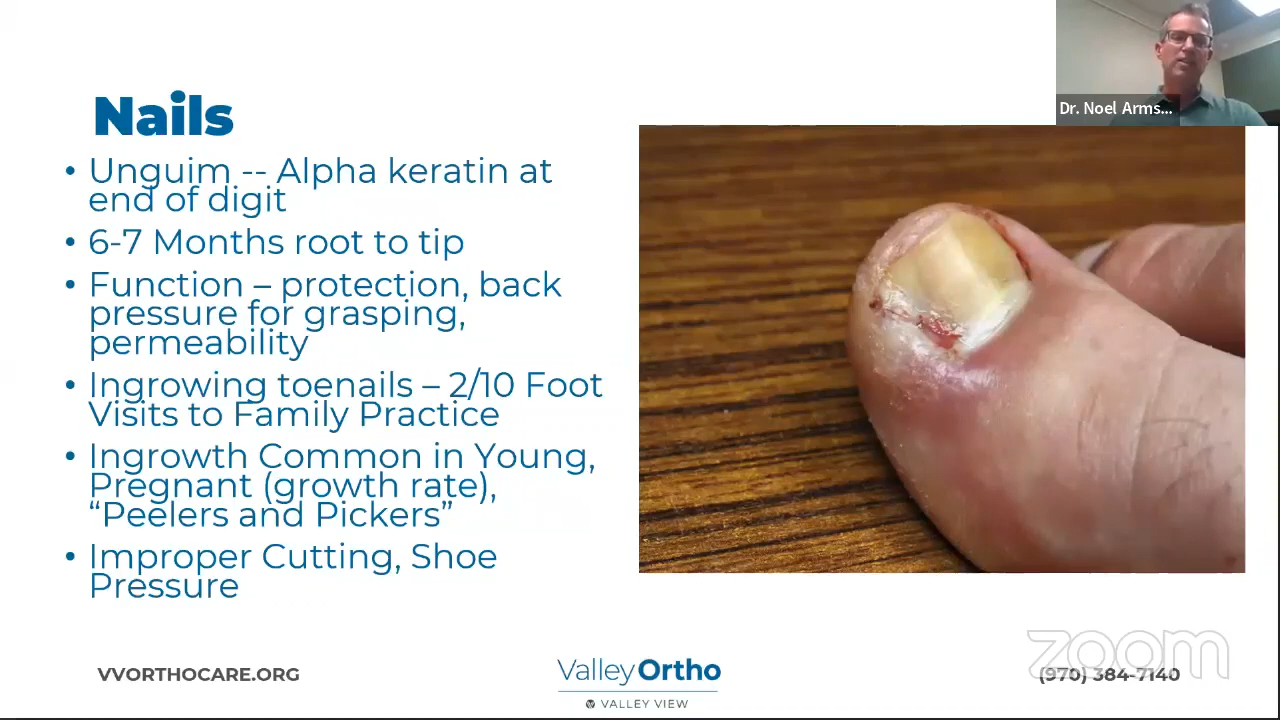 Dr. Noel Arms...
Nails
• Unguim -- Alpha keratin at
end of digit
• 6-7 Months root to tip
• Function – protection, back
pressure for grasping,
permeability
• Ingrowing toenails – 2/10 Foot
Visits to Family Practice
• Ingrowth Common in Young,
Pregnant (growth rate),
“Peelers and Pickers”
• Improper Cutting, Shoe
Pressure
VVORTHOCARE.ORG
ValleyOrtho
VALLEY VIEW
zoom
(970) 384-7140